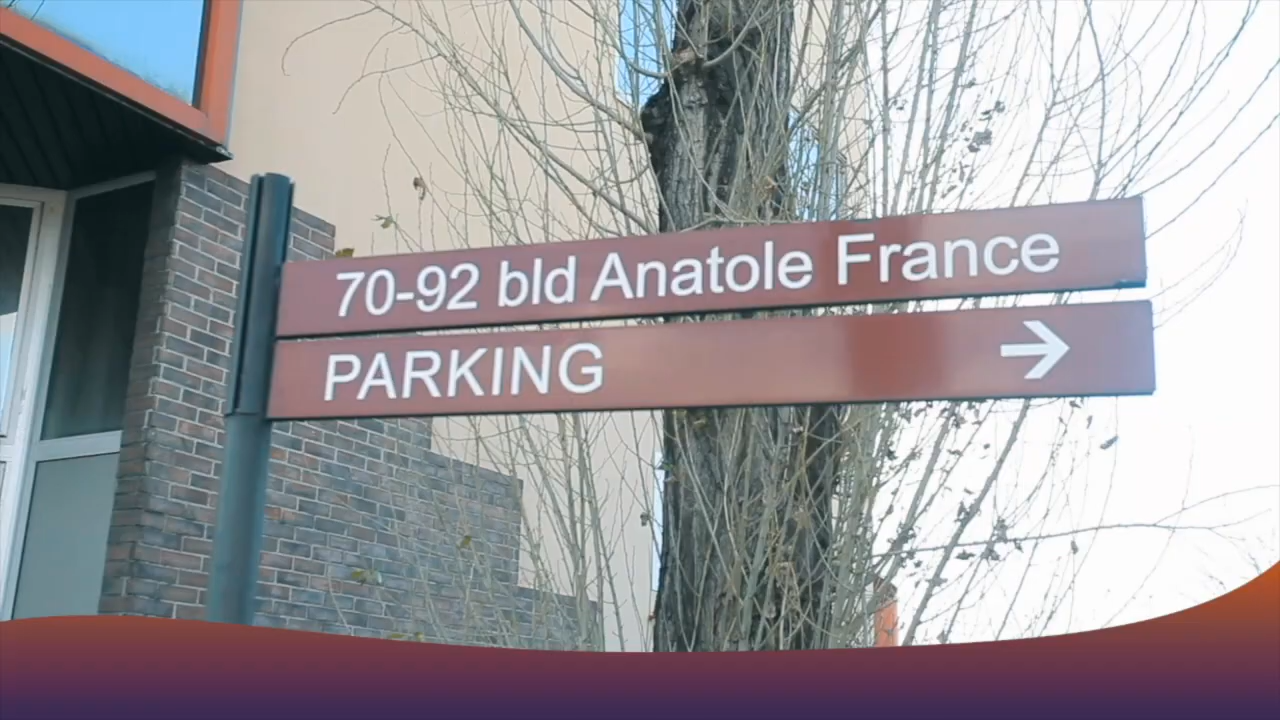 70-92 bld Anatole France
PARKING →